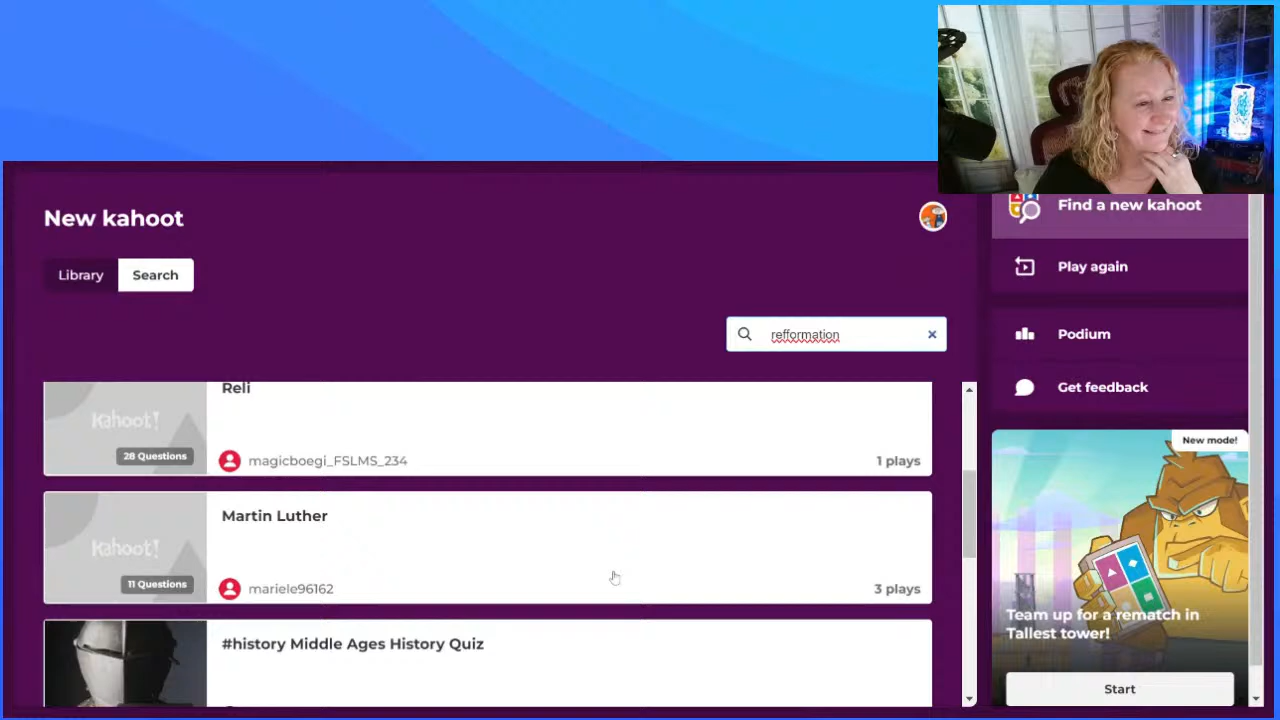 New kahoot
Library
Search
refformation
Reli
Kahoot!
28 Questions
magicboegi_FSLMS_234
1 plays
Martin Luther
Kahoot!
11 Questions
mariele96162
3 plays
#history Middle Ages History Quiz
Find a new kahoot
Play again
Podium
Get feedback
New mode!
Team up for a rematch in
Tallest tower!
Start